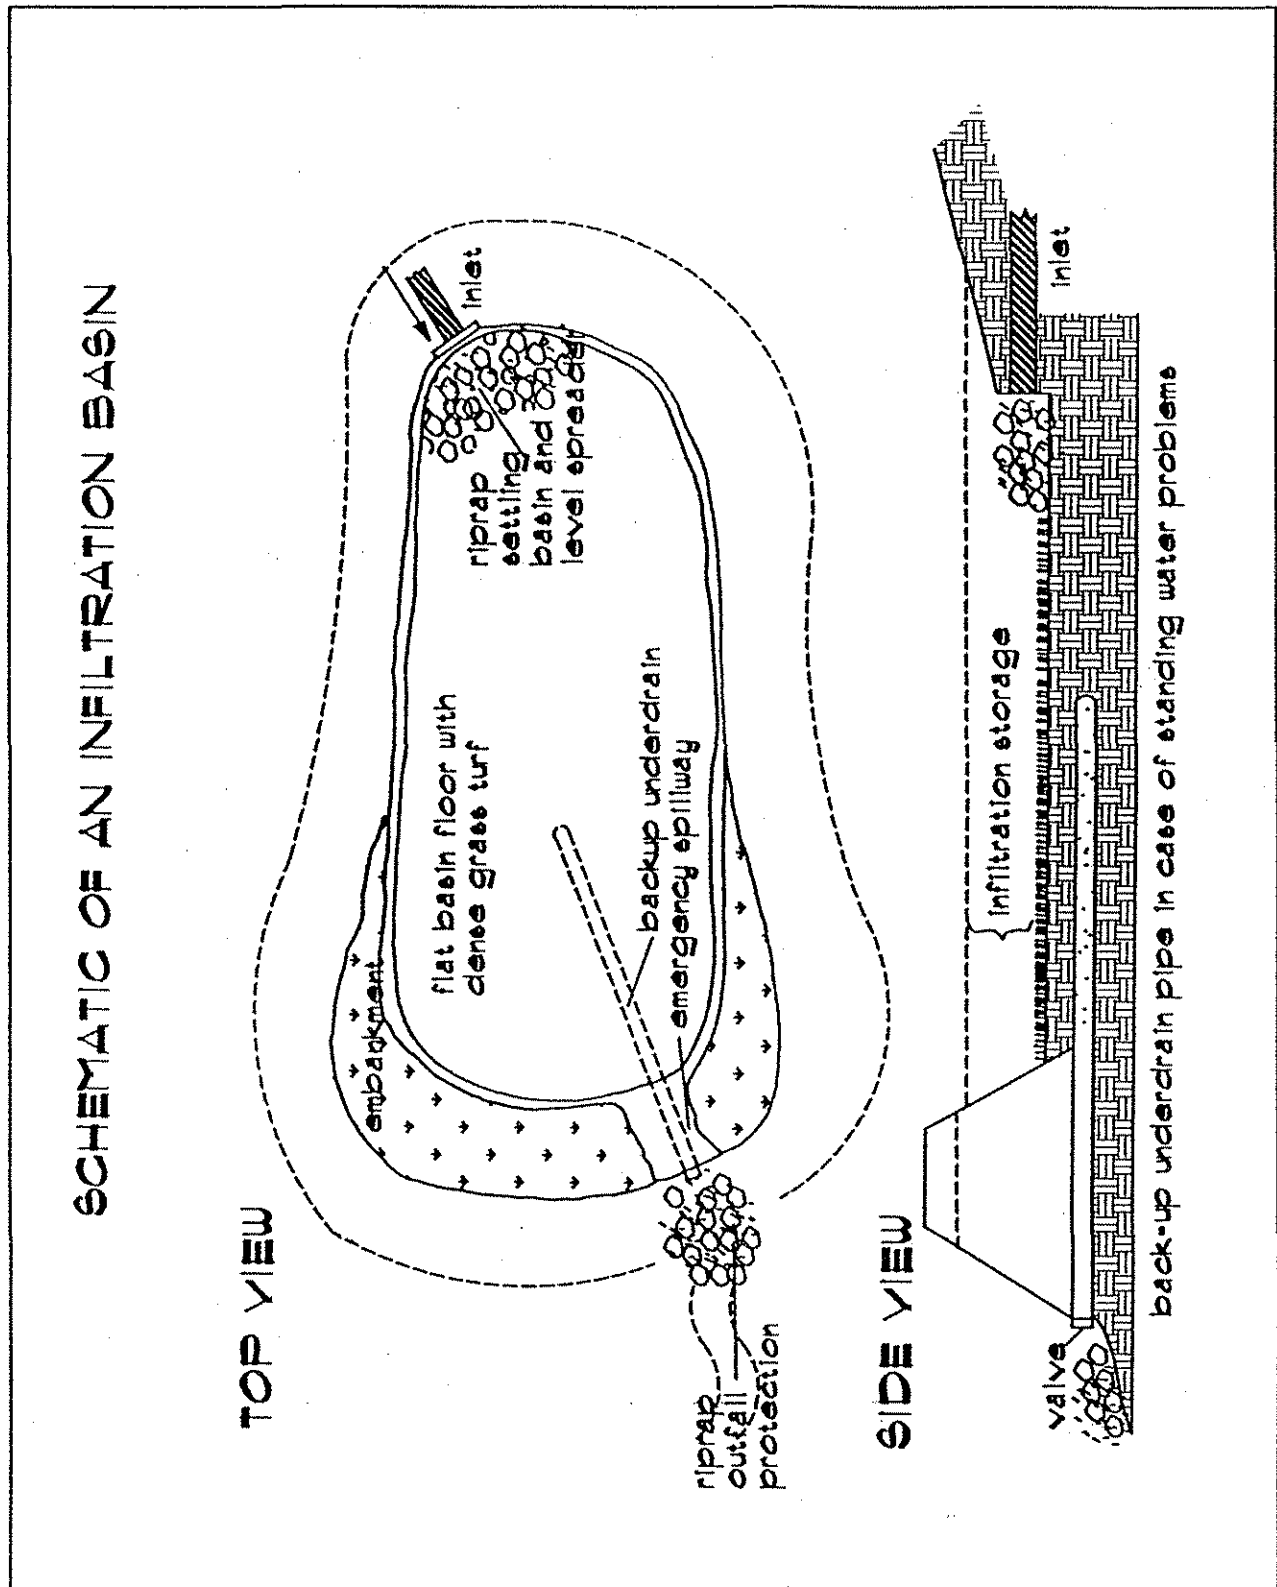 SCHEMATIC OF AN INFILTRATION BASIN
TOP VIEW
embankment
flat basin floor with
dense grass turf
inlet
riprap
settling
basin and
level spreader
backup underdrain
emergency spillway
riprap
outfall
protection
SIDE VIEW
infiltration storage
inlet
valve
back-up underdrain pipe in case of standing water problems